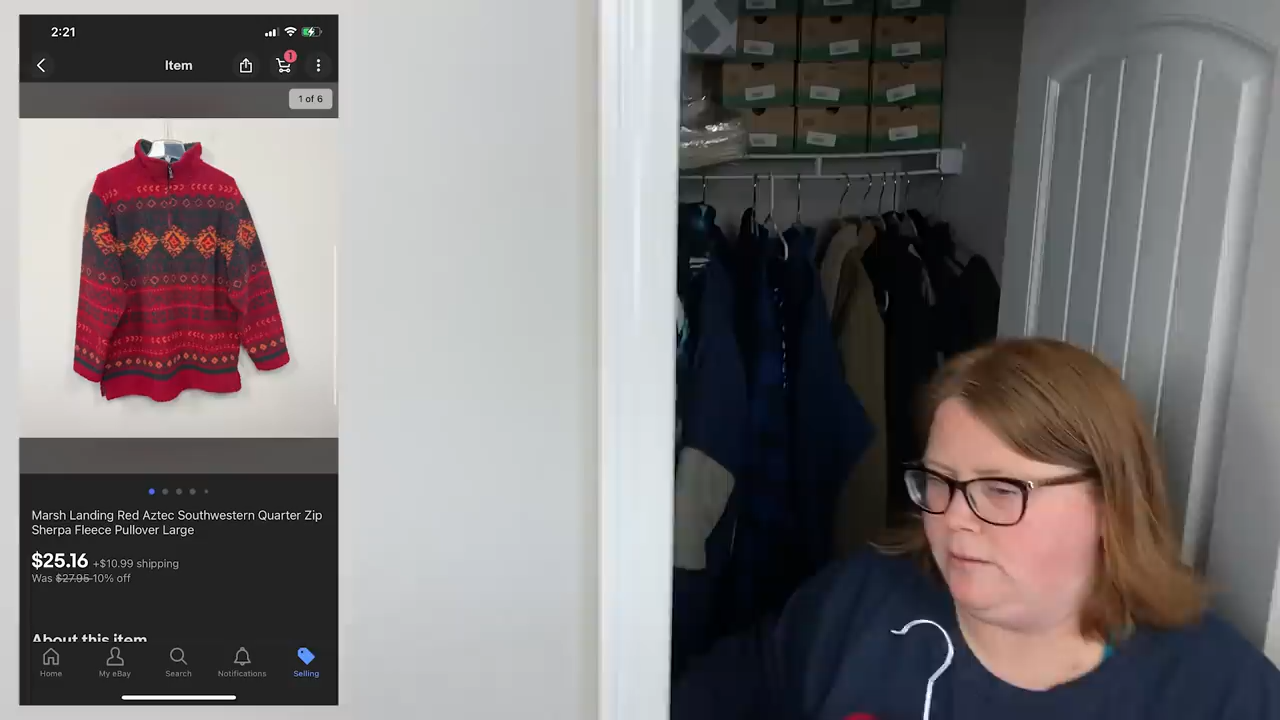 2:21
Item
1
1 of 6
Marsh Landing Red Aztec Southwestern Quarter Zip
Sherpa Fleece Pullover Large
$25.16 +$10.99 shipping
Was $27.95 10% off
About this item
Home
My eBay
Search
Notifications
Selling